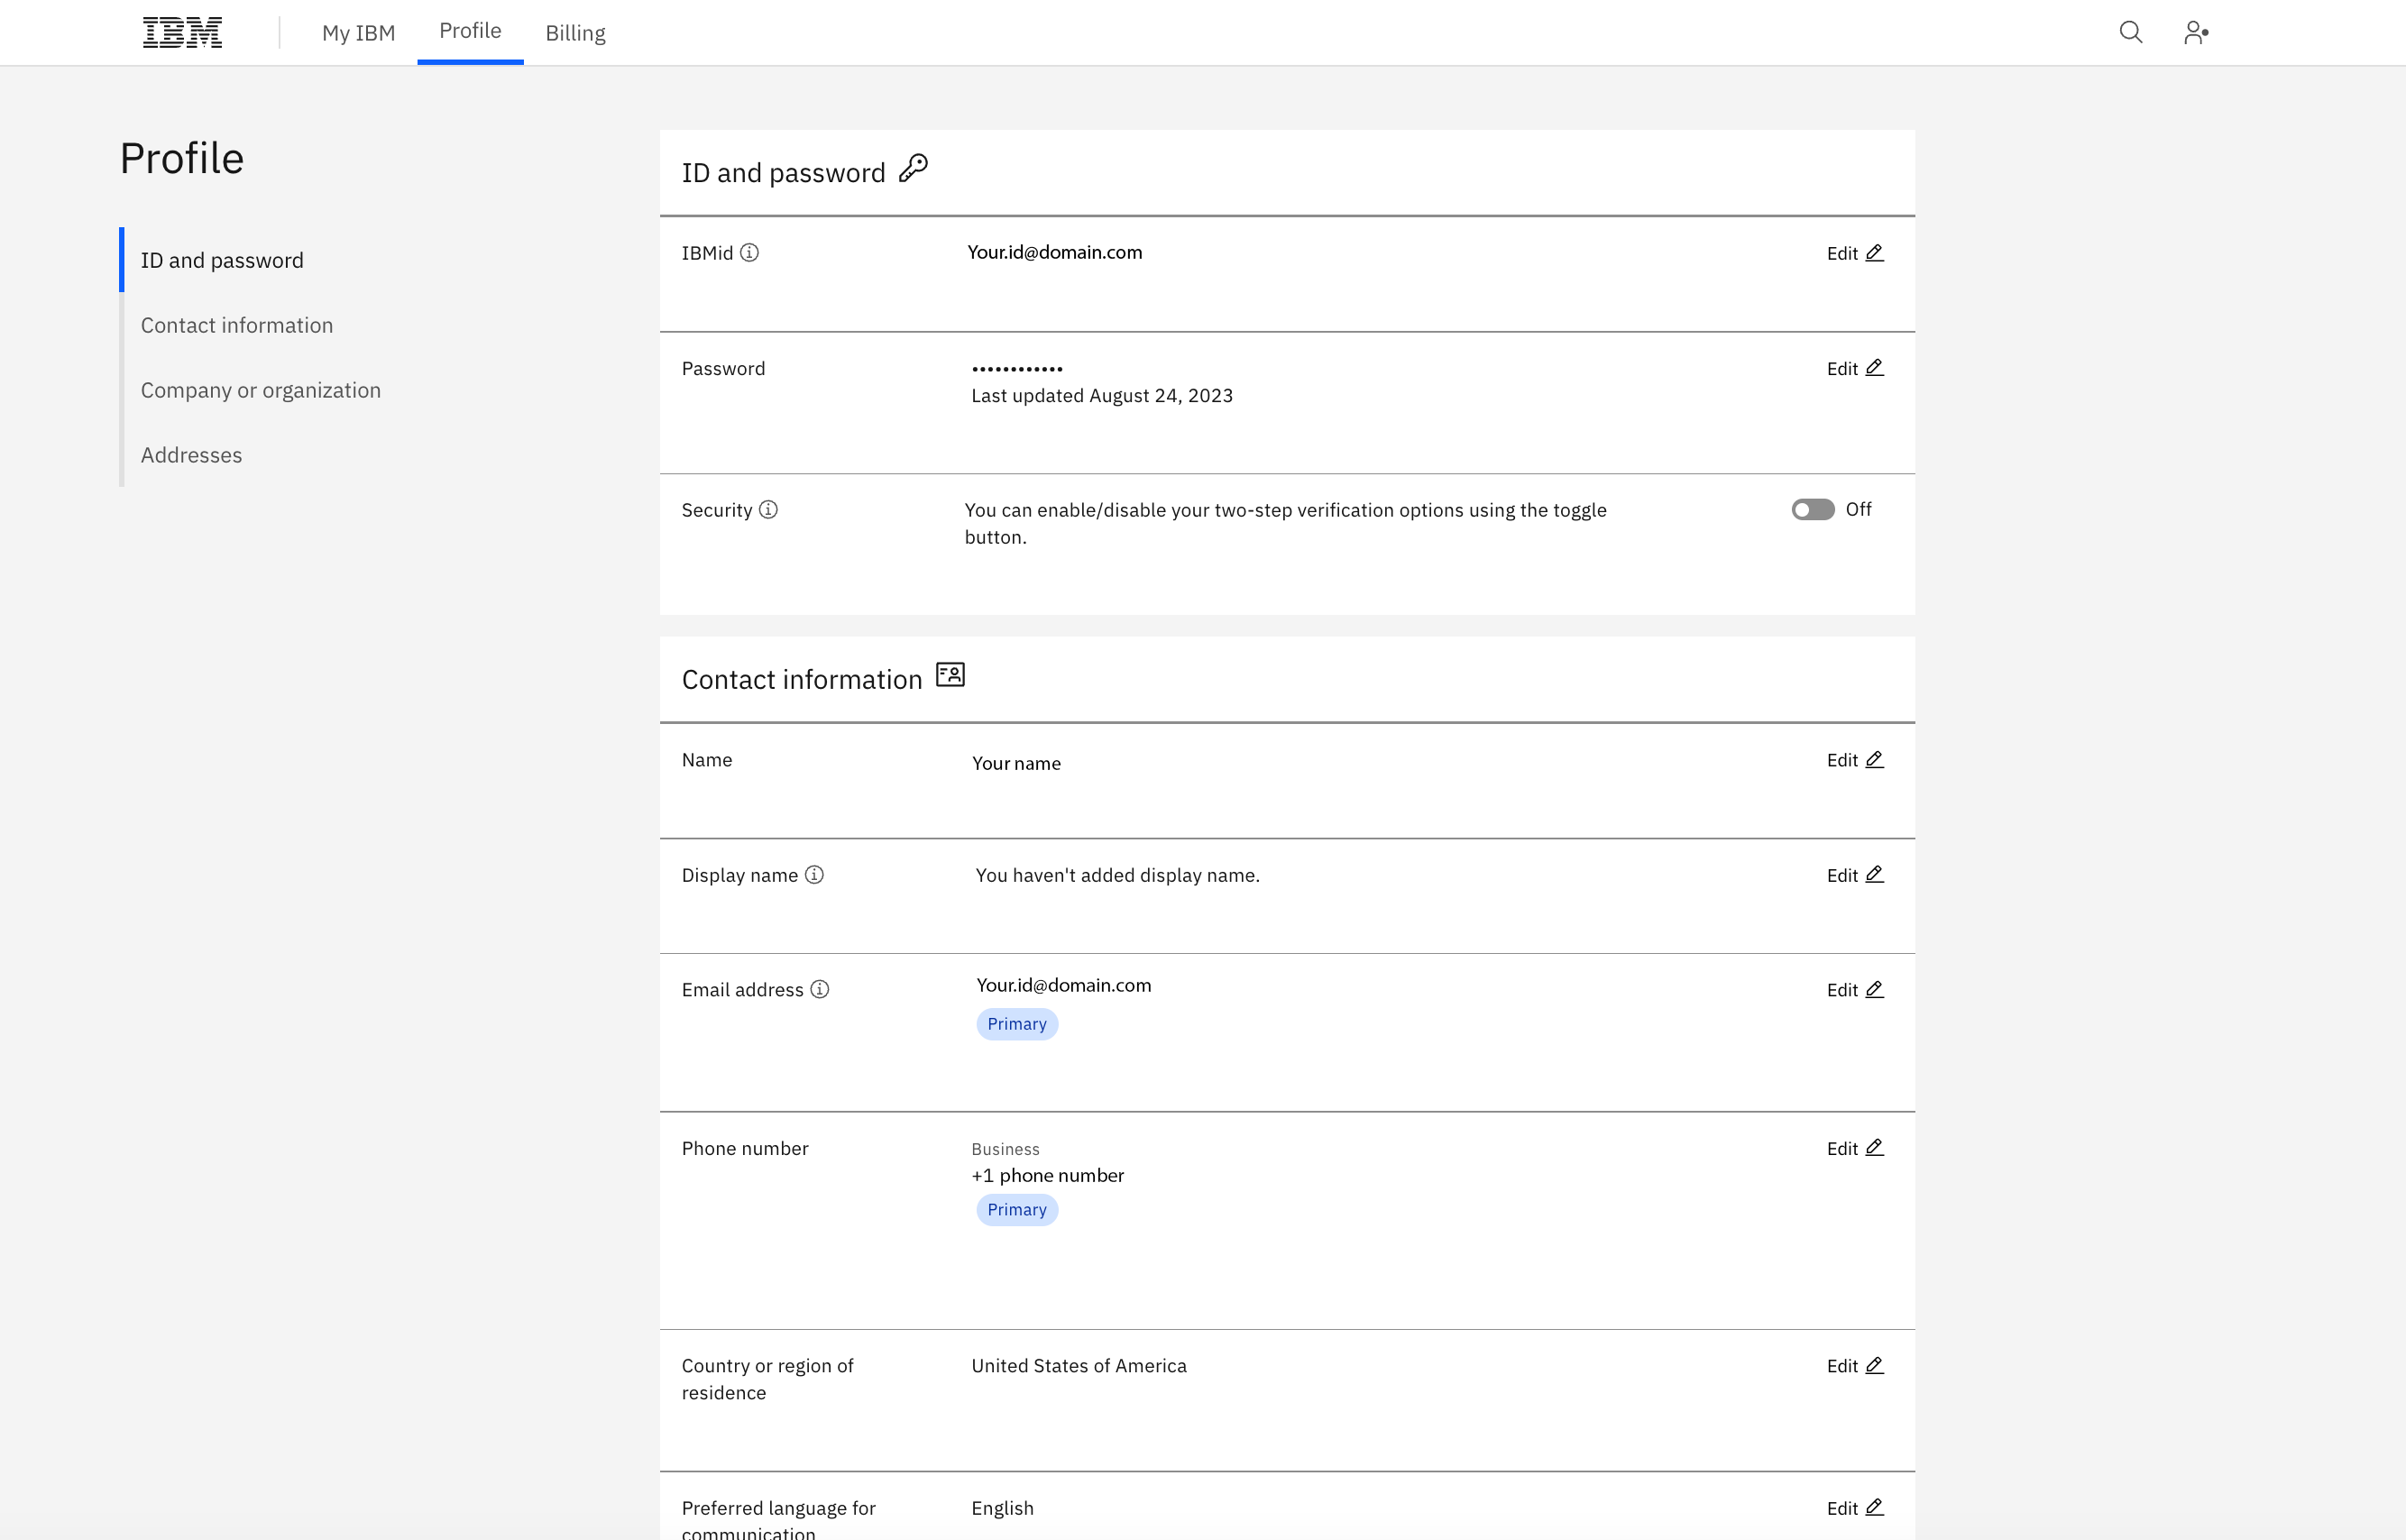 IBM
My IBM
Profile
Billing
Profile
ID and password
Contact information
Company or organization
Addresses
ID and password
IBMid
Your.id@domain.com
Edit
Password
••••••••••••
Last updated August 24, 2023
Edit
Security
You can enable/disable your two-step verification options using the toggle
button.
Off
Contact information
Name
Your name
Edit
Display name
You haven't added display name.
Edit
Email address
Your.id@domain.com
Primary
Edit
Phone number
Business
+1 phone number
Primary
Edit
Country or region of
residence
United States of America
Edit
Preferred language for
communication
English
Edit